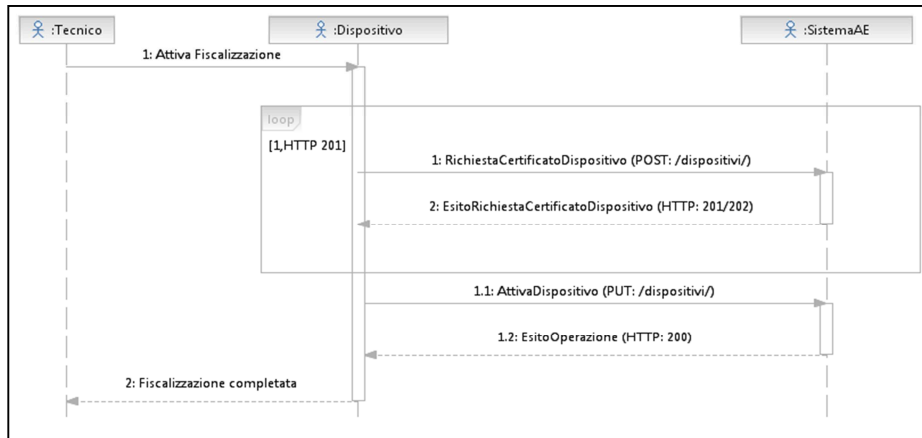 :Tecnico
:Dispositivo
:SistemaAE
1: Attiva Fiscalizzazione
loop
[1,HTTP 201]
1: RichiestaCertificatoDispositivo (POST: /dispositivi/)
2: EsitoRichiestaCertificatoDispositivo (HTTP: 201/202)
1.1: AttivaDispositivo (PUT: /dispositivi/)
1.2: EsitoOperazione (HTTP: 200)
2: Fiscalizzazione completata